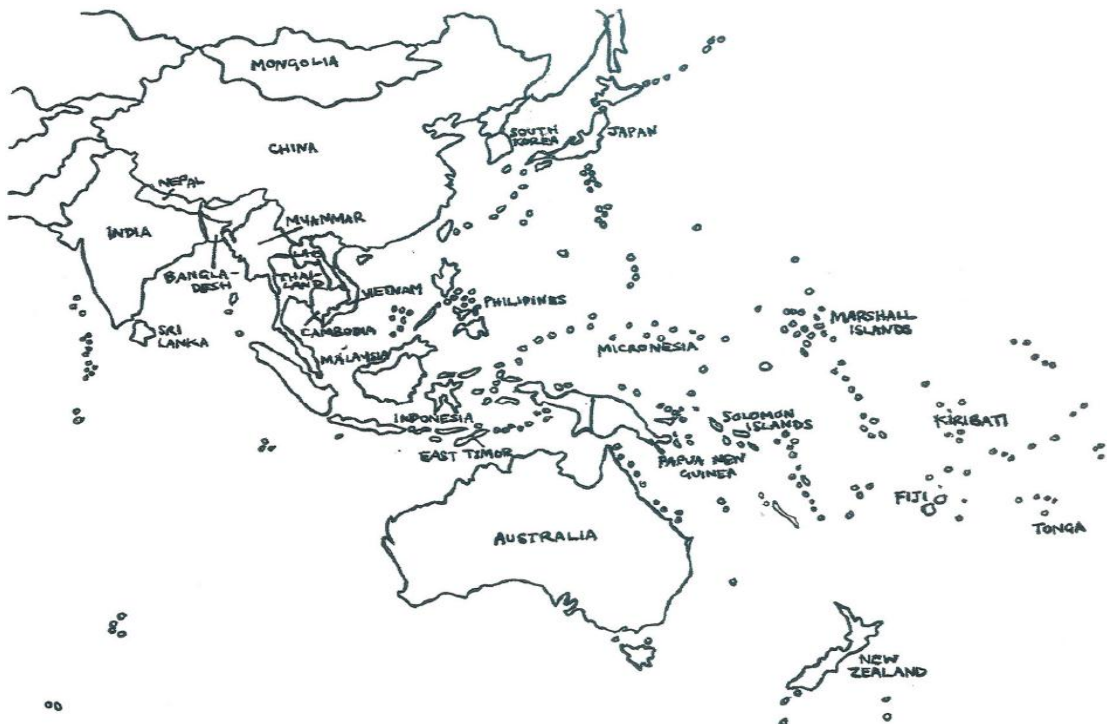 MONGOLIA
CHINA
SOUTH
KOREA
JAPAN
NEPAL
INDIA
MYANMAR
BANGLA-
DESH
LAO
THAI-
LAND
VIETNAM
CAMBODIA
PHILIPINES
SRI
LANKA
MALAYSIA
MICRONESIA
MARSHALL
ISLANDS
INDONESIA
EAST TIMOR
PAPUA NEW
GUINEA
SOLOMON
ISLANDS
KIRIBATI
FIJI
TONGA
AUSTRALIA
NEW
ZEALAND